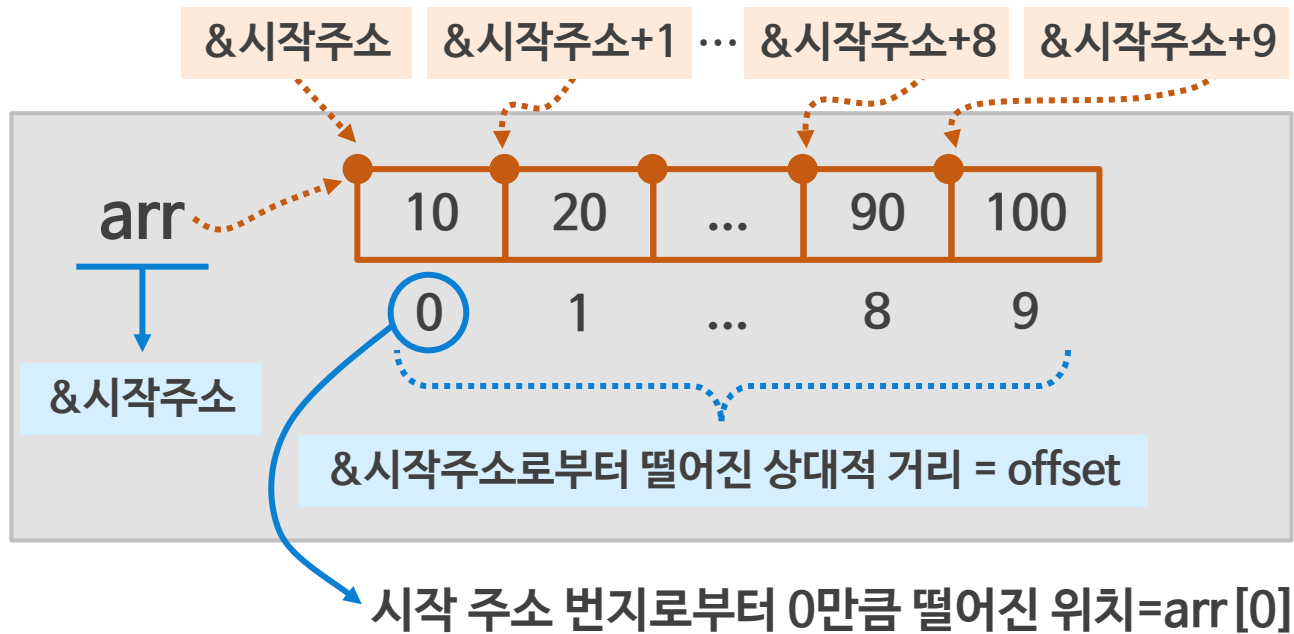 &시작주소 &시작주소+1 ··· &시작주소+8 &시작주소+9
arr 10 20 ... 90 100
0 1 ... 8 9
&시작주소
&시작주소로부터 떨어진 상대적 거리 = offset
시작 주소 번지로부터 0만큼 떨어진 위치=arr[0]